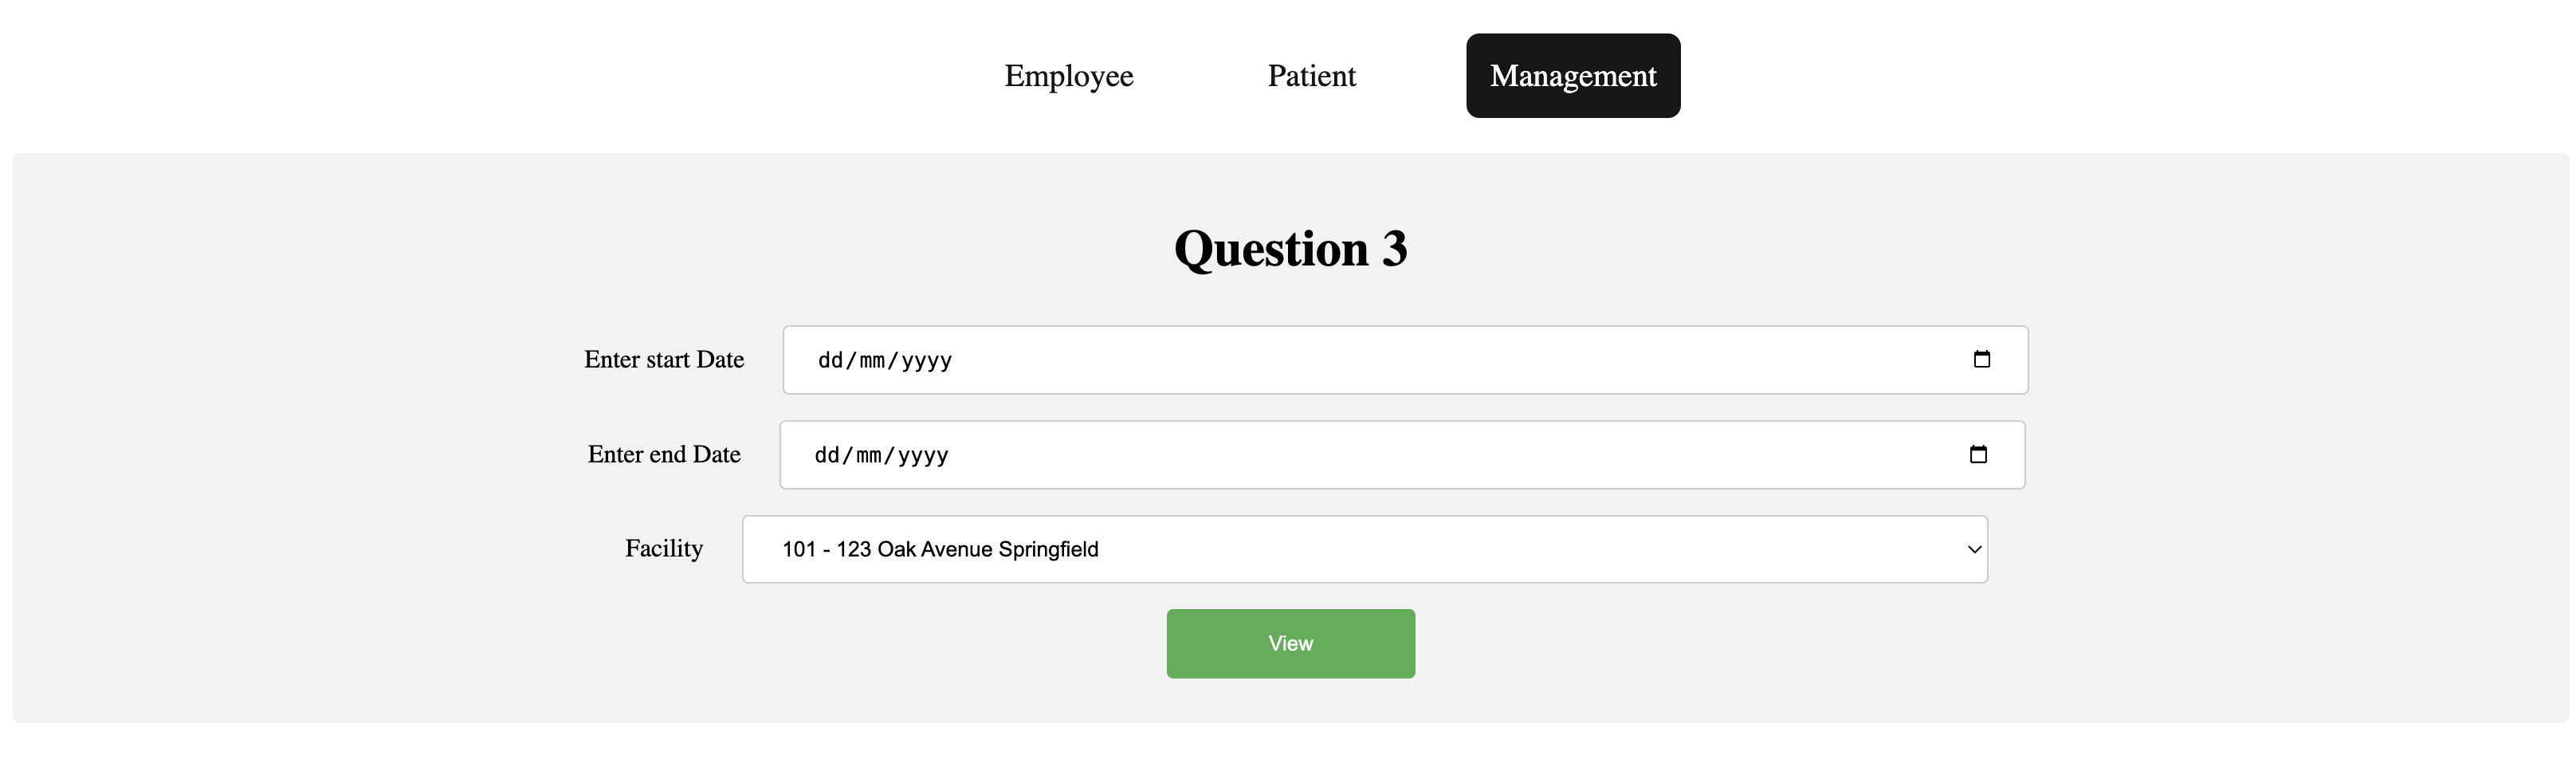 Employee Patient Management
Question 3
Enter start Date dd/mm/yyyy
Enter end Date dd/mm/yyyy
Facility 101 - 123 Oak Avenue Springfield
View